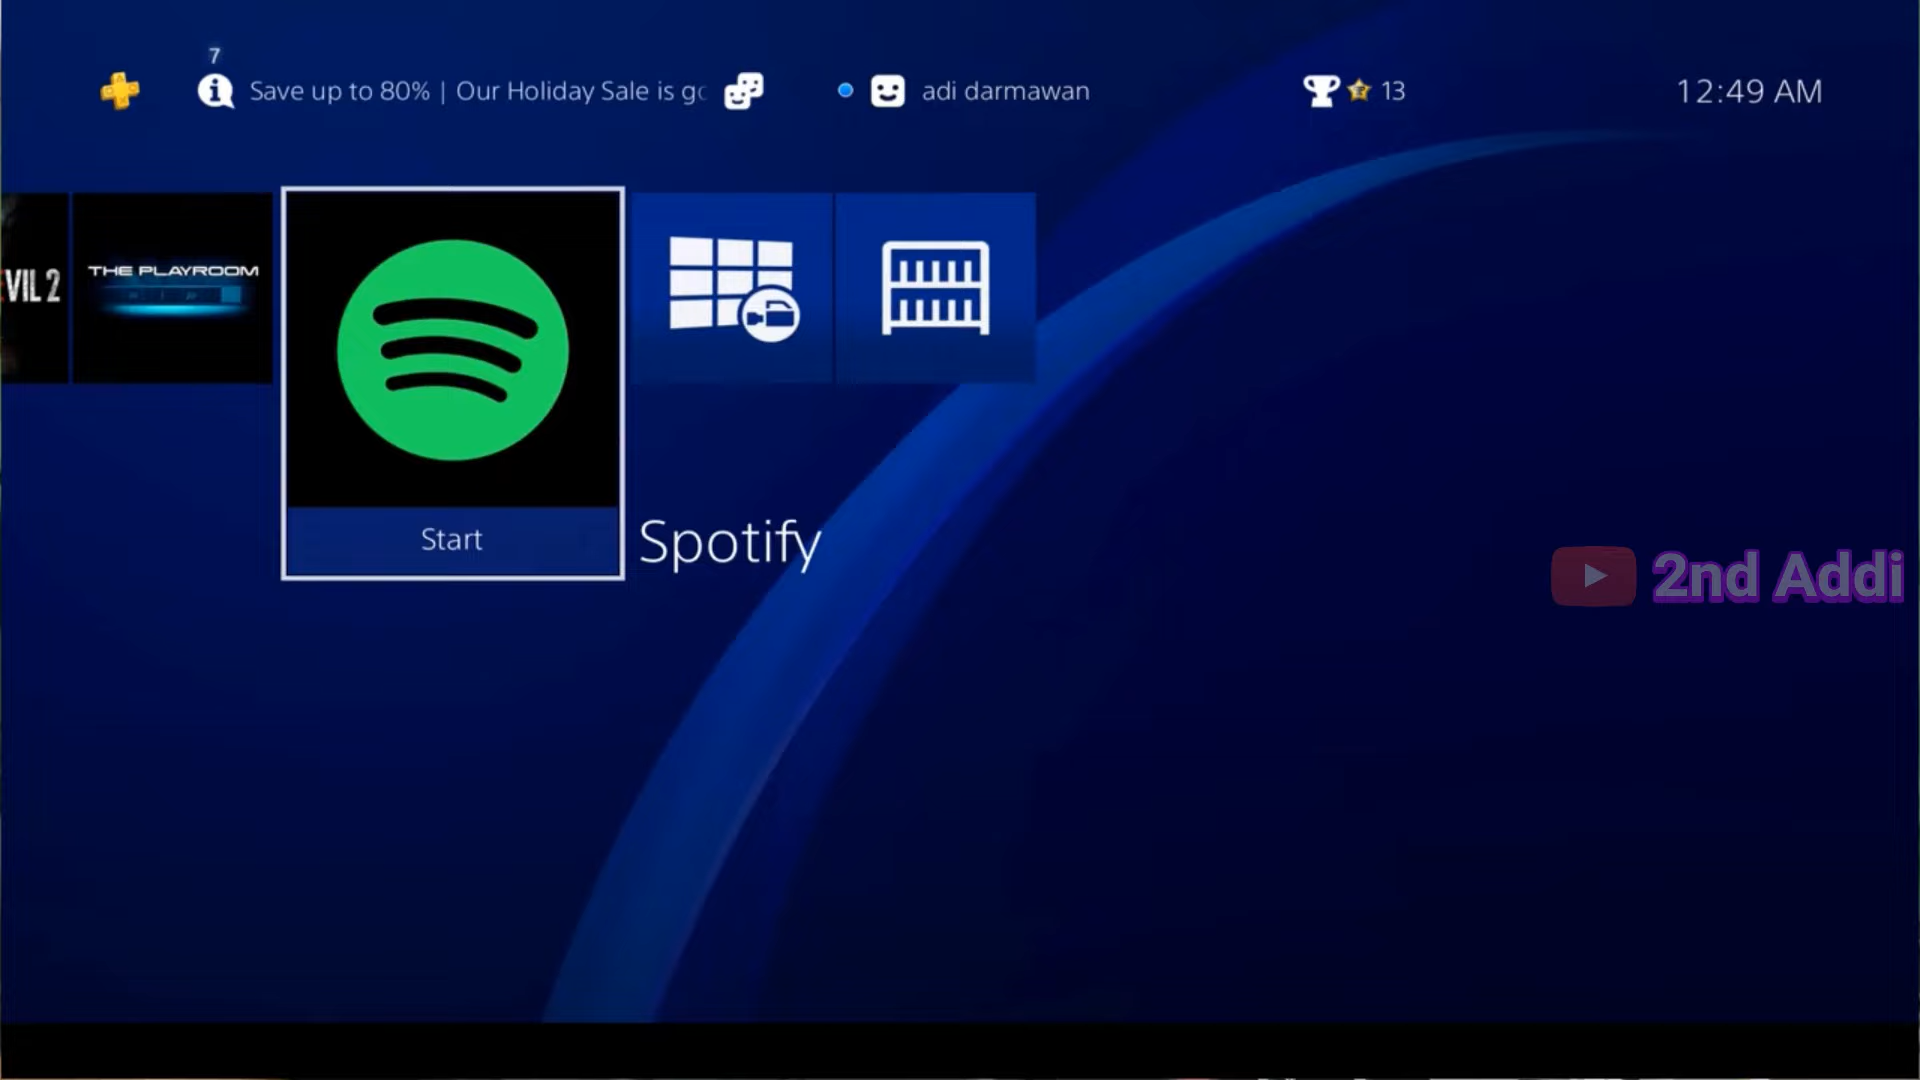 7
Save up to 80% | Our Holiday Sale is go
adi darmawan
13
12:49 AM
VIL 2
THE PLAYROOM
Start
Spotify
2nd Addi